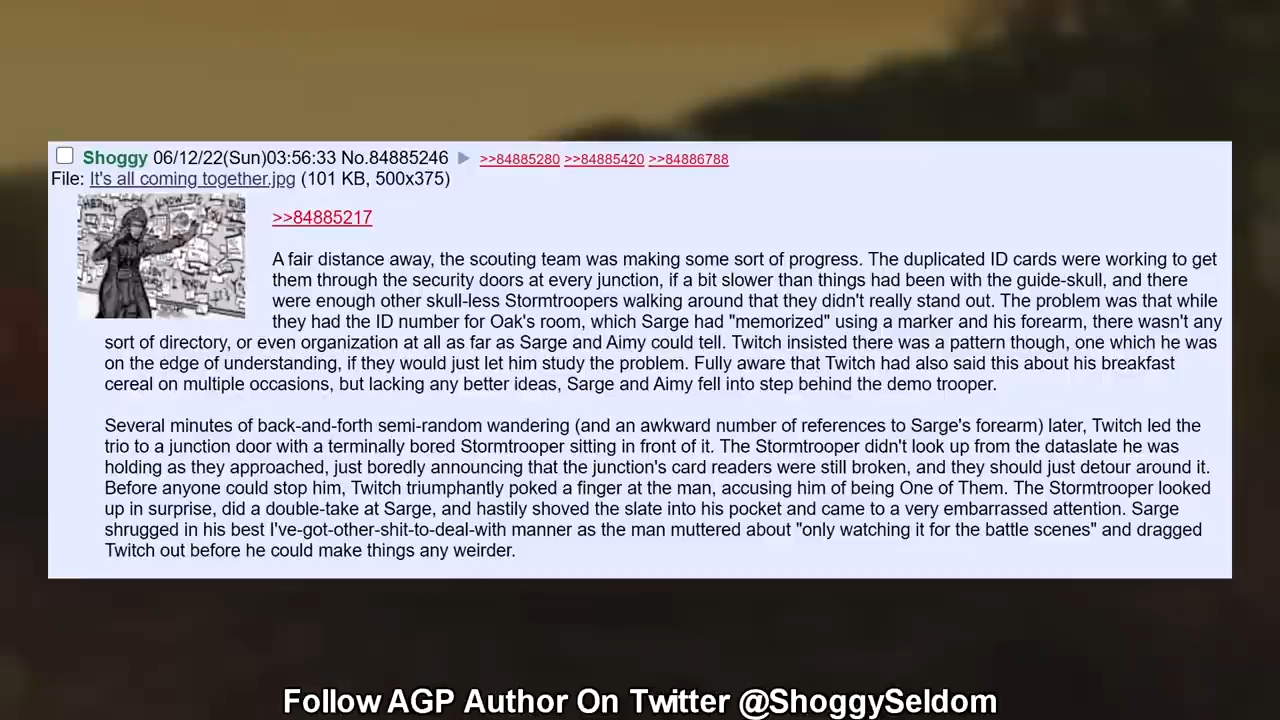 Shoggy 06/12/22(Sun)03:56:33 No.84885246 ▶ >>84885280 >>84885420 >>84886788
File: It's all coming together.jpg (101 KB, 500x375)
>>84885217
A fair distance away, the scouting team was making some sort of progress. The duplicated ID cards were working to get
them through the security doors at every junction, if a bit slower than things had been with the guide-skull, and there
were enough other skull-less Stormtroopers walking around that they didn't really stand out. The problem was that while
they had the ID number for Oak's room, which Sarge had "memorized" using a marker and his forearm, there wasn't any
sort of directory, or even organization at all as far as Sarge and Aimy could tell. Twitch insisted there was a pattern though, one which he was
on the edge of understanding, if they would just let him study the problem. Fully aware that Twitch had also said this about his breakfast
cereal on multiple occasions, but lacking any better ideas, Sarge and Aimy fell into step behind the demo trooper.
Several minutes of back-and-forth semi-random wandering (and an awkward number of references to Sarge's forearm) later, Twitch led the
trio to a junction door with a terminally bored Stormtrooper sitting in front of it. The Stormtrooper didn't look up from the dataslate he was
holding as they approached, just boredly announcing that the junction's card readers were still broken, and they should just detour around it.
Before anyone could stop him, Twitch triumphantly poked a finger at the man, accusing him of being One of Them. The Stormtrooper looked
up in surprise, did a double-take at Sarge, and hastily shoved the slate into his pocket and came to a very embarrassed attention. Sarge
shrugged in his best I've-got-other-shit-to-deal-with manner as the man muttered about "only watching it for the battle scenes" and dragged
Twitch out before he could make things any weirder.
Follow AGP Author On Twitter @ShoggySeldom